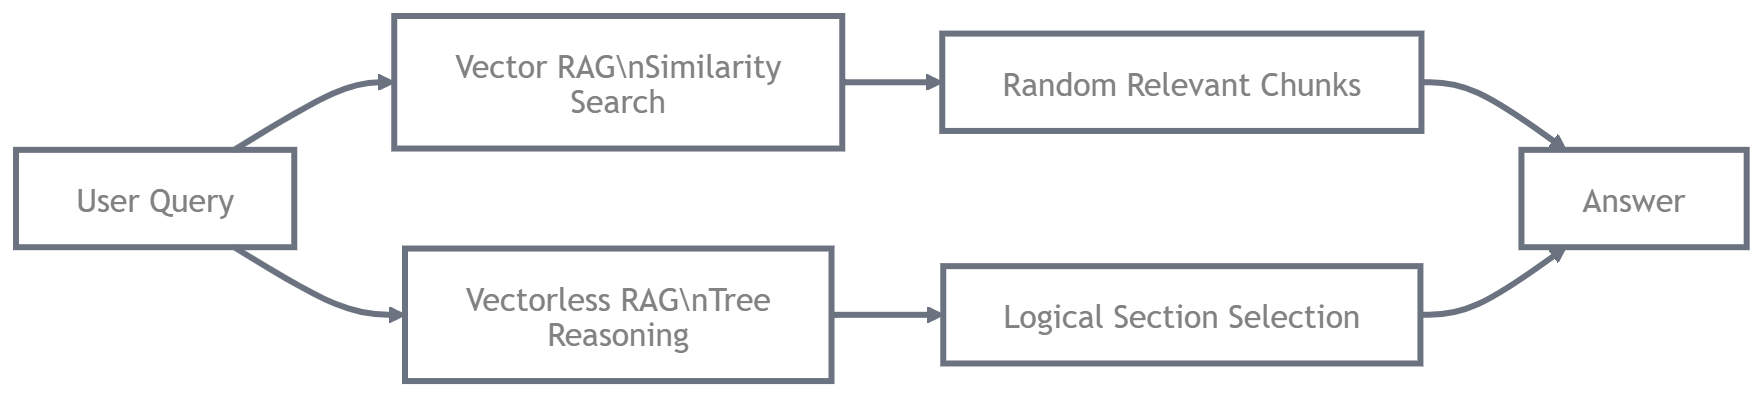 User Query
Vector RAG\nSimilarity
Search
Random Relevant Chunks
Vectorless RAG\nTree
Reasoning
Logical Section Selection
Answer